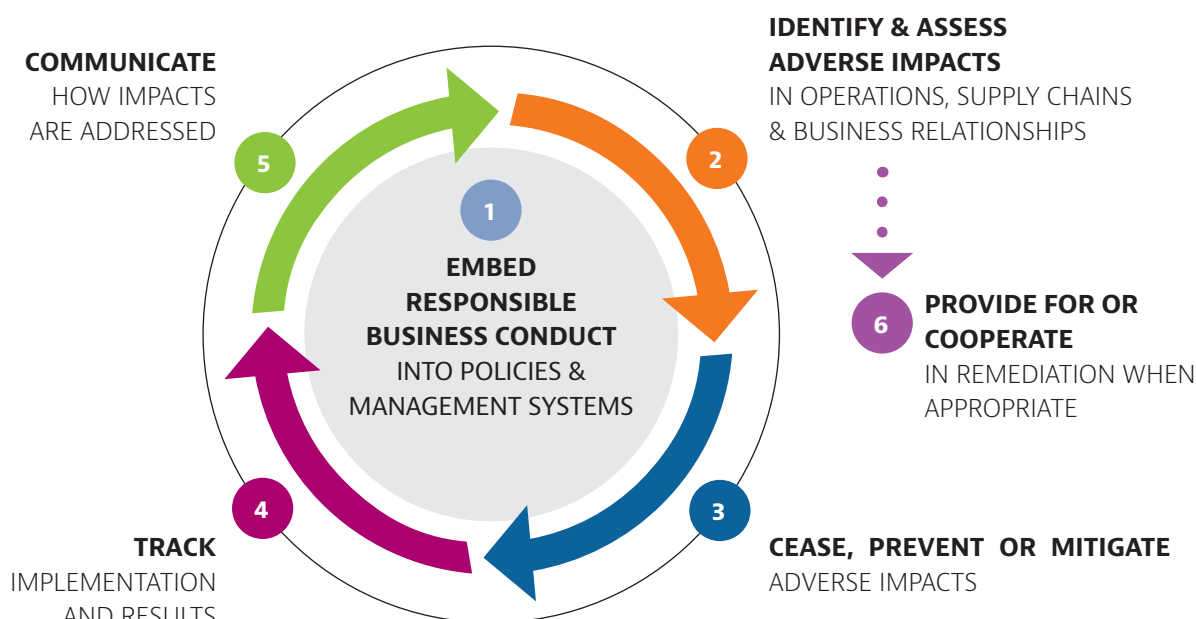 COMMUNICATE
HOW IMPACTS
ARE ADDRESSED
5
IDENTIFY & ASSESS
ADVERSE IMPACTS
IN OPERATIONS, SUPPLY CHAINS
& BUSINESS RELATIONSHIPS
2
1
EMBED
RESPONSIBLE
BUSINESS CONDUCT
INTO POLICIES &
MANAGEMENT SYSTEMS
6
PROVIDE FOR OR
COOPERATE
IN REMEDIATION WHEN
APPROPRIATE
4
TRACK
IMPLEMENTATION
AND RESULTS
3
CEASE, PREVENT OR MITIGATE
ADVERSE IMPACTS